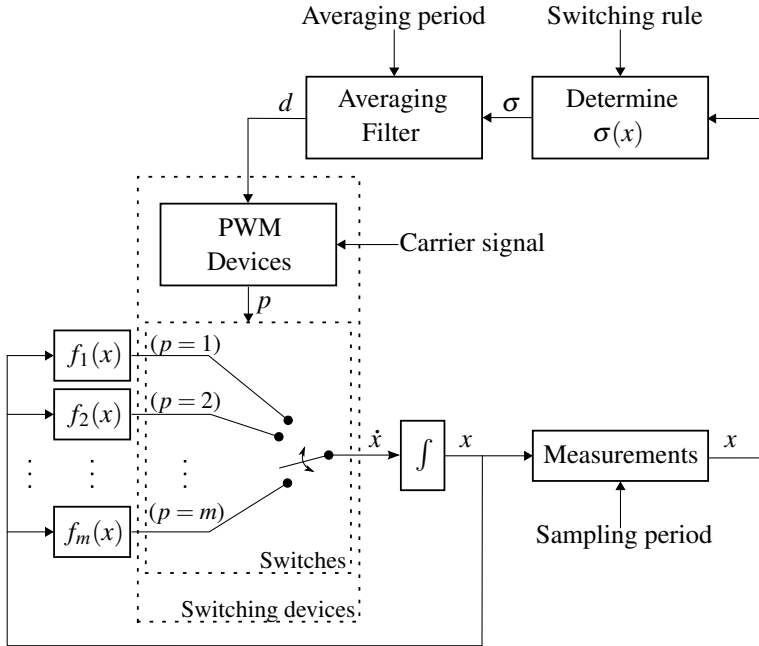 Averaging period
Switching rule
Averaging
Filter
σ
Determine
σ(x)
d
PWM
Devices
Carrier signal
p
f₁(x)
(p = 1)
f₂(x)
(p = 2)
ẋ
∫
x
Measurements
x
⋮ ⋮ ⋮
fₘ(x)
(p = m)
Sampling period
Switches
Switching devices